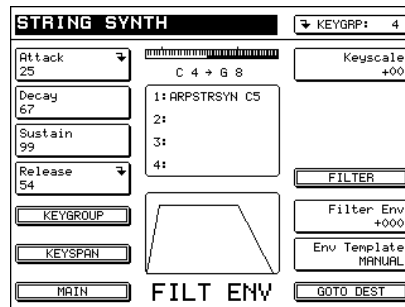 STRING SYNTH
KEYGRP: 4
Attack
25
C 4 → G 8
Keyscale
+00
Decay
67
1: ARPSTRSYN C5
2:
Sustain
99
3:
4:
Release
54
FILTER
KEYGROUP
Filter Env
+000
KEYSPAN
Env Template
MANUAL
MAIN
FILT ENV
GOTO DEST